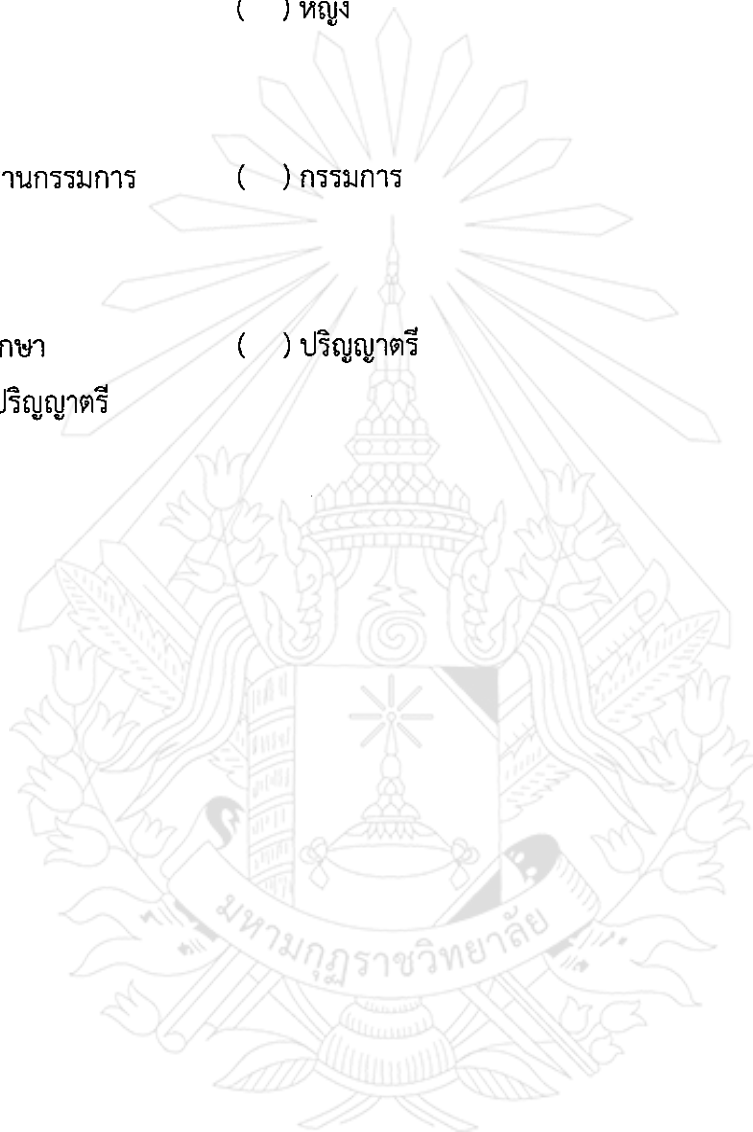 ( ) หญิง
านกรรมการ ( ) กรรมการ
กษา ( ) ปริญญาตรี
ปริญญาตรี
มหามกุฏราชวิทยาลัย